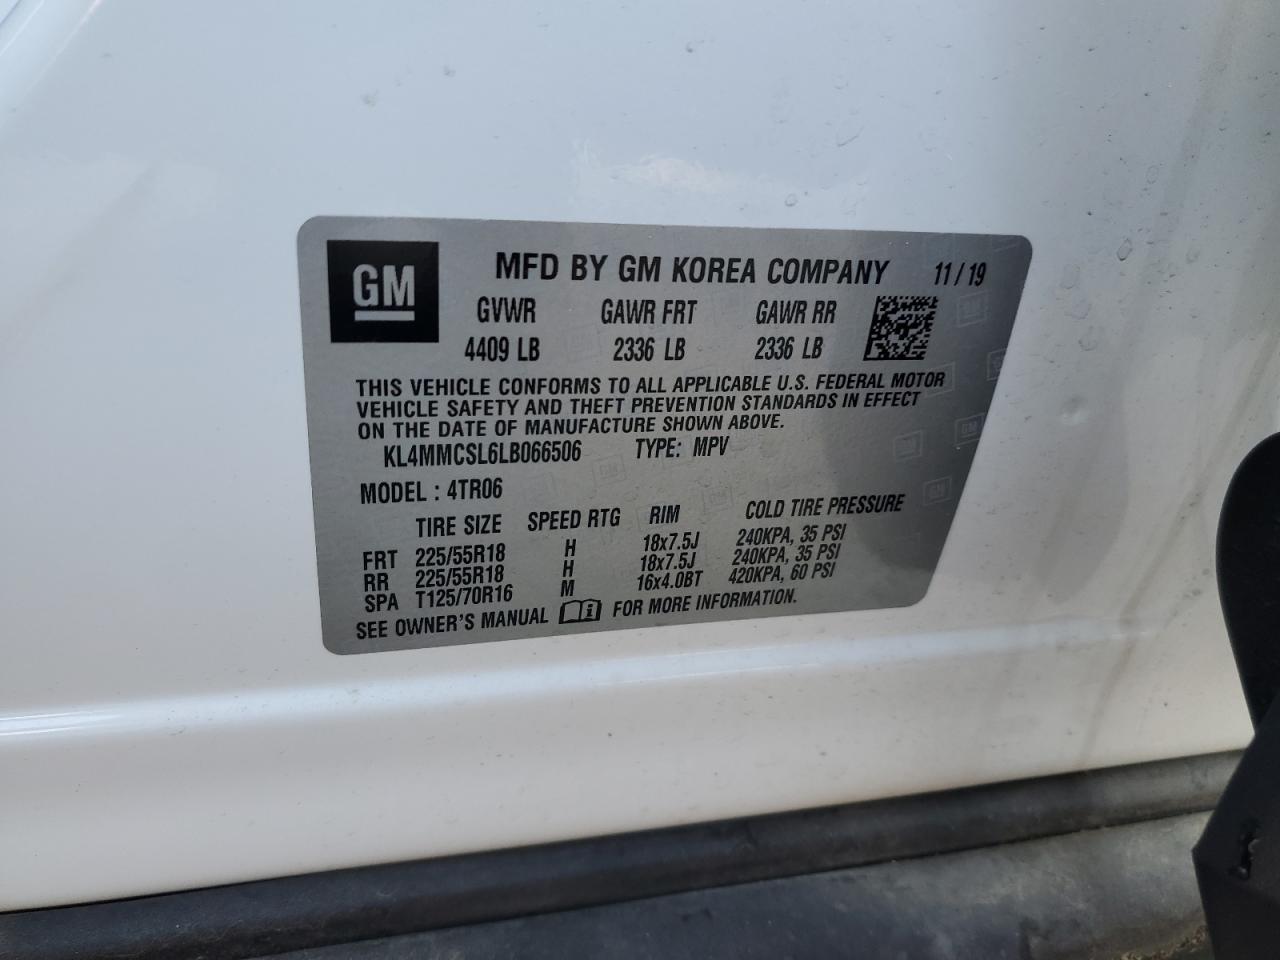 GM
MFD BY GM KOREA COMPANY 11/19
GVWR GAWR FRT GAWR RR
4409 LB 2336 LB 2336 LB
THIS VEHICLE CONFORMS TO ALL APPLICABLE U.S. FEDERAL MOTOR
VEHICLE SAFETY AND THEFT PREVENTION STANDARDS IN EFFECT
ON THE DATE OF MANUFACTURE SHOWN ABOVE.
KL4MMCSL6LB066506 TYPE: MPV
MODEL : 4TR06
TIRE SIZE SPEED RTG RIM COLD TIRE PRESSURE
FRT 225/55R18 H 18x7.5J 240KPA, 35 PSI
RR 225/55R18 H 18x7.5J 240KPA, 35 PSI
SPA T125/70R16 M 16x4.0BT 420KPA, 60 PSI
SEE OWNER'S MANUAL FOR MORE INFORMATION.